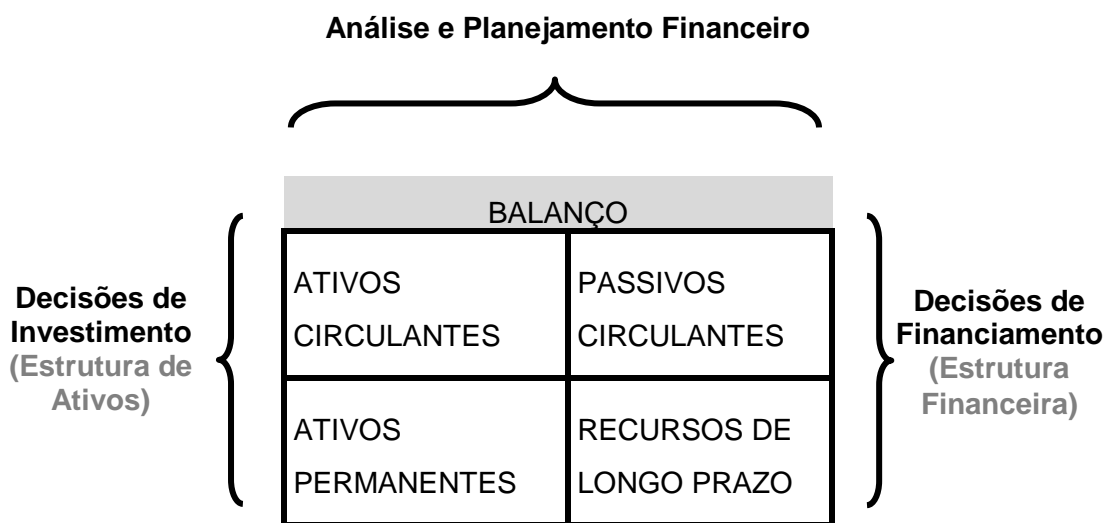 Análise e Planejamento Financeiro
BALANÇO
Decisões de
Investimento
(Estrutura de
Ativos)
ATIVOS
CIRCULANTES
PASSIVOS
CIRCULANTES
ATIVOS
PERMANENTES
RECURSOS DE
LONGO PRAZO
Decisões de
Financiamento
(Estrutura
Financeira)